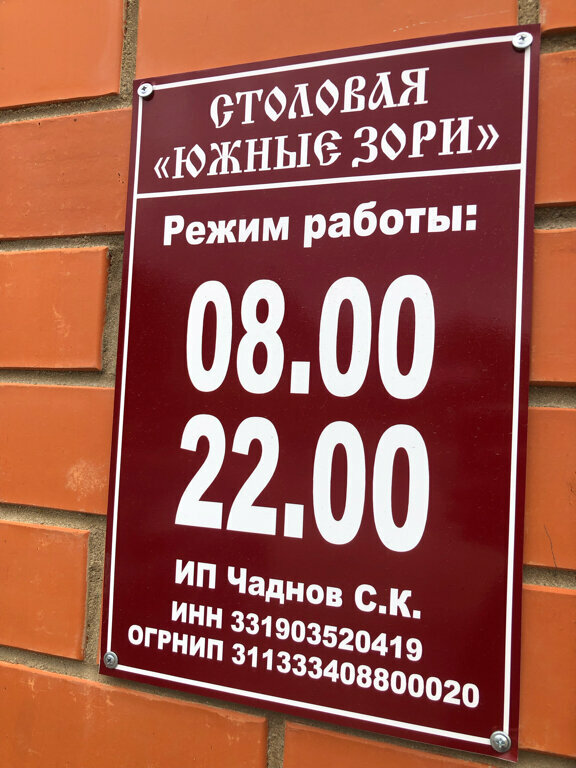 СТОЛОВАЯ
«ЮЖНЫЕ ЗОРИ»
Режим работы:
08.00
22.00
ИП Чаднов С.К.
ИНН 331903520419
ОГРНИП 311333408800020